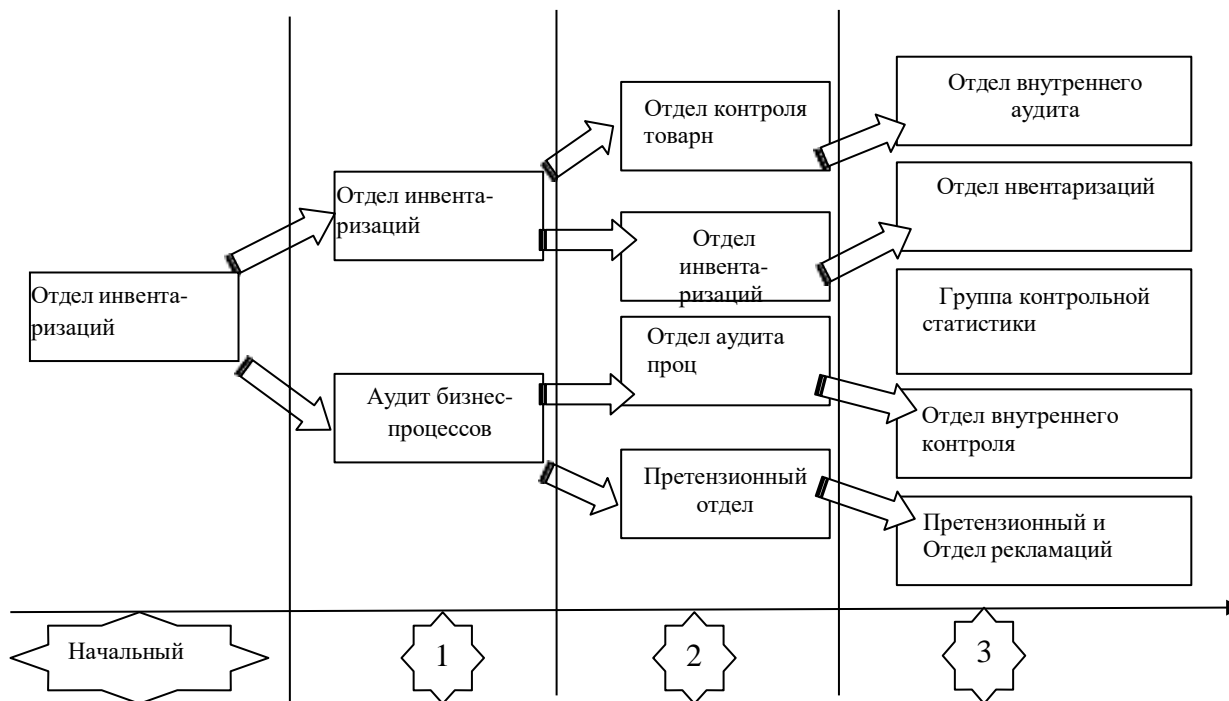 Отдел инвента-
ризаций
Отдел инвента-
ризаций
Аудит бизнес-
процессов
Отдел контроля
товарн
Отдел
инвента-
ризаций
Отдел аудита
проц
Претензионный
отдел
Отдел внутреннего
аудита
Отдел нвентаризаций
Группа контрольной
статистики
Отдел внутреннего
контроля
Претензионный и
Отдел рекламаций
Начальный
1
2
3